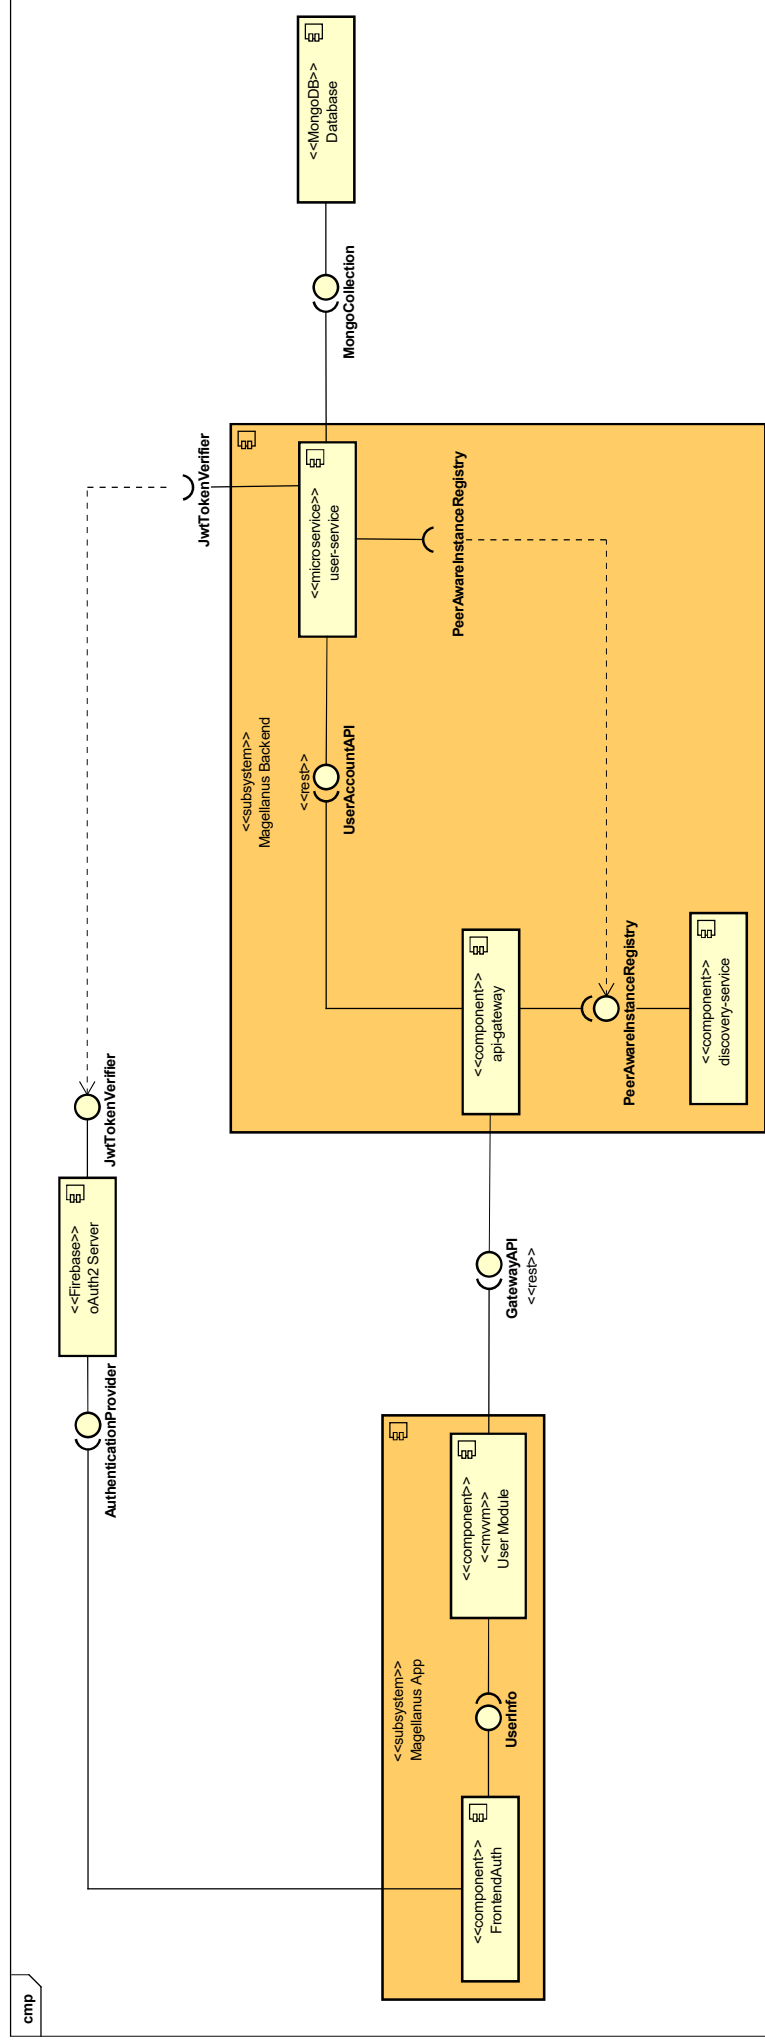 cmp
<<Firebase>>
oAuth2 Server
AuthenticationProvider
JwtTokenVerifier
JwtTokenVerifier
<<subsystem>>
Magellanus App
<<component>>
FrontendAuth
UserInfo
<<component>>
<<mvvm>>
User Module
GatewayAPI
<<rest>>
<<subsystem>>
Magellanus Backend
<<component>>
api-gateway
<<rest>>
UserAccountAPI
<<microservice>>
user-service
PeerAwareInstanceRegistry
PeerAwareInstanceRegistry
<<component>>
discovery-service
MongoCollection
<<MongoDB>>
Database